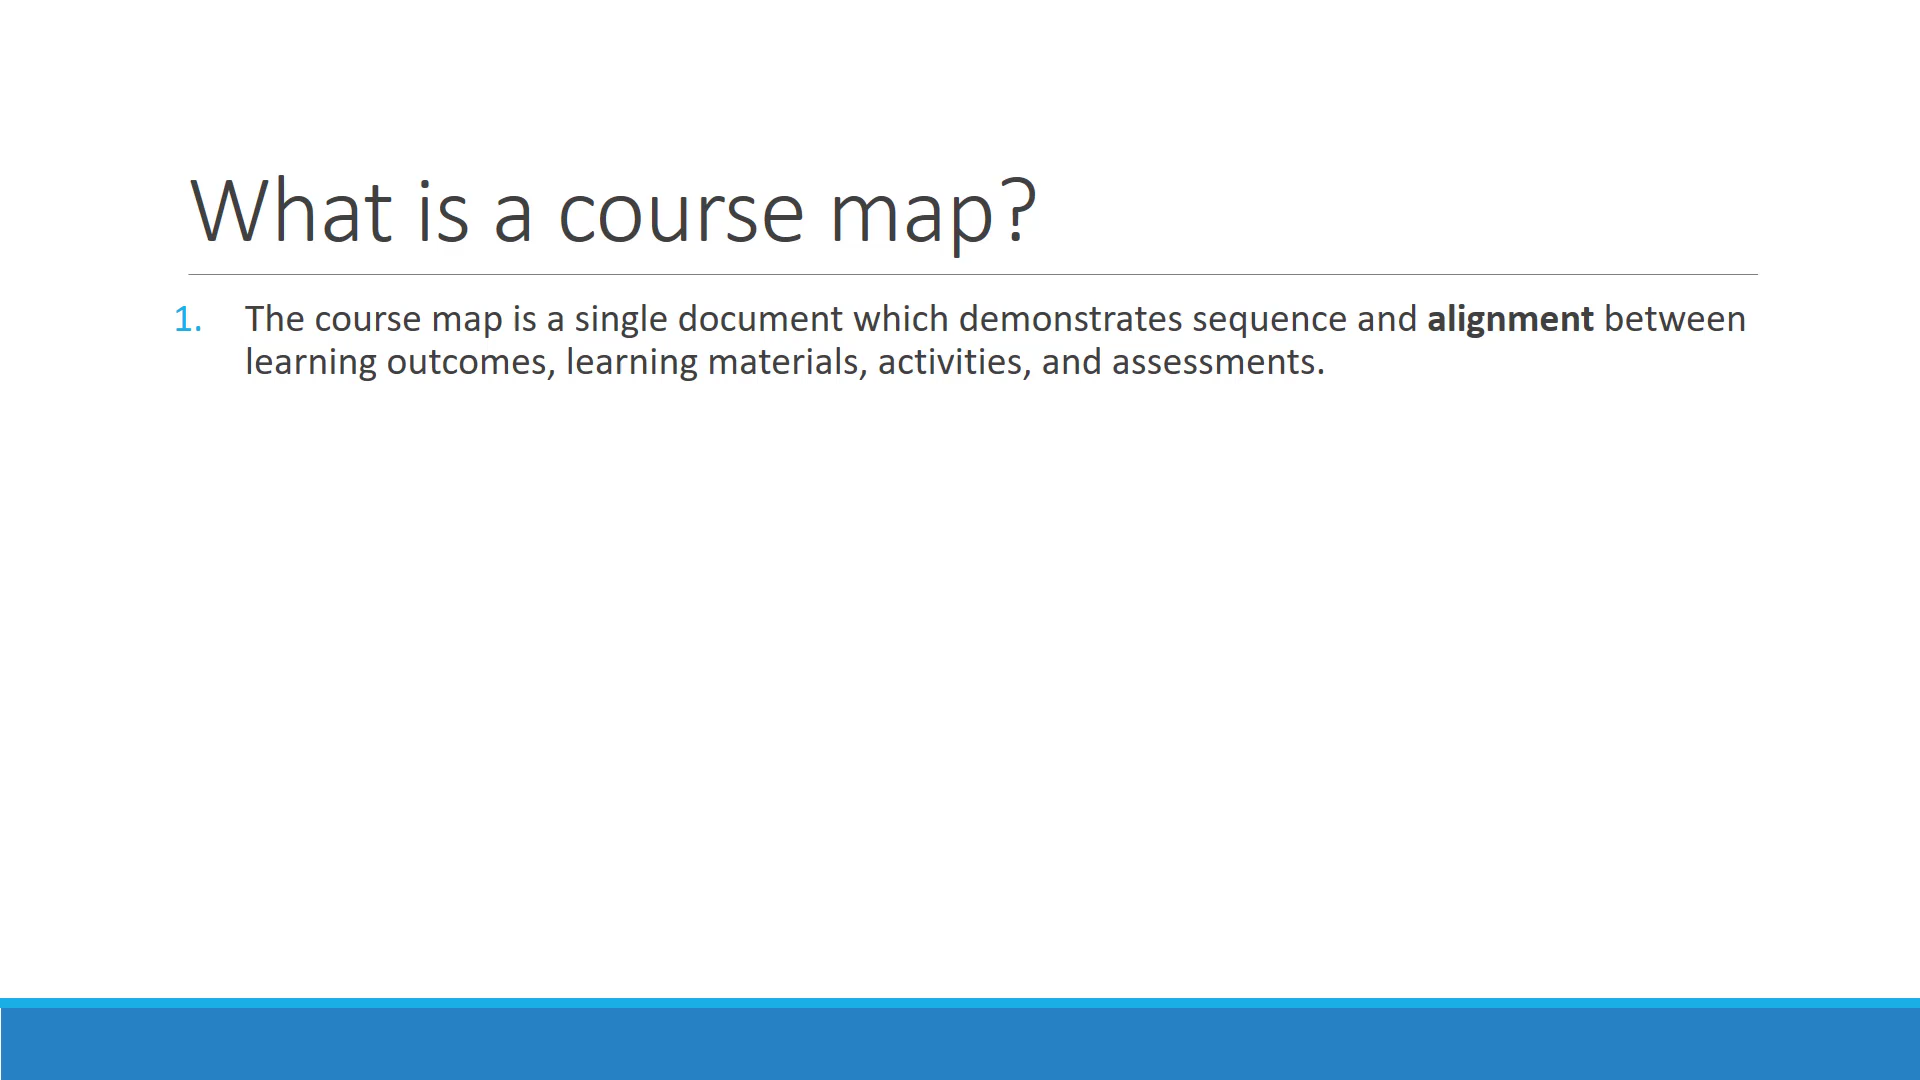 What is a course map?
1. The course map is a single document which demonstrates sequence and alignment between
learning outcomes, learning materials, activities, and assessments.